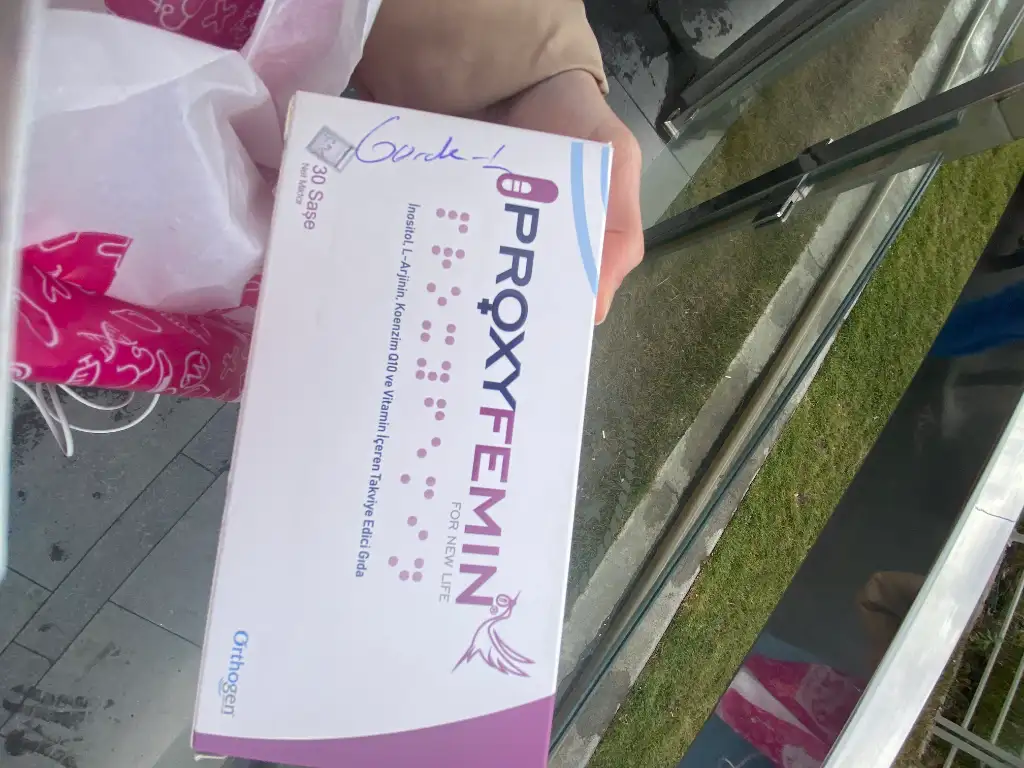 Günde-1
PROXYFEMIN®
FOR NEW LIFE
İnositol, L-Arjinin, Koenzim Q10 ve Vitamin İçeren Takviye Edici Gıda
30 Saşe
Net Miktar
Orthogen